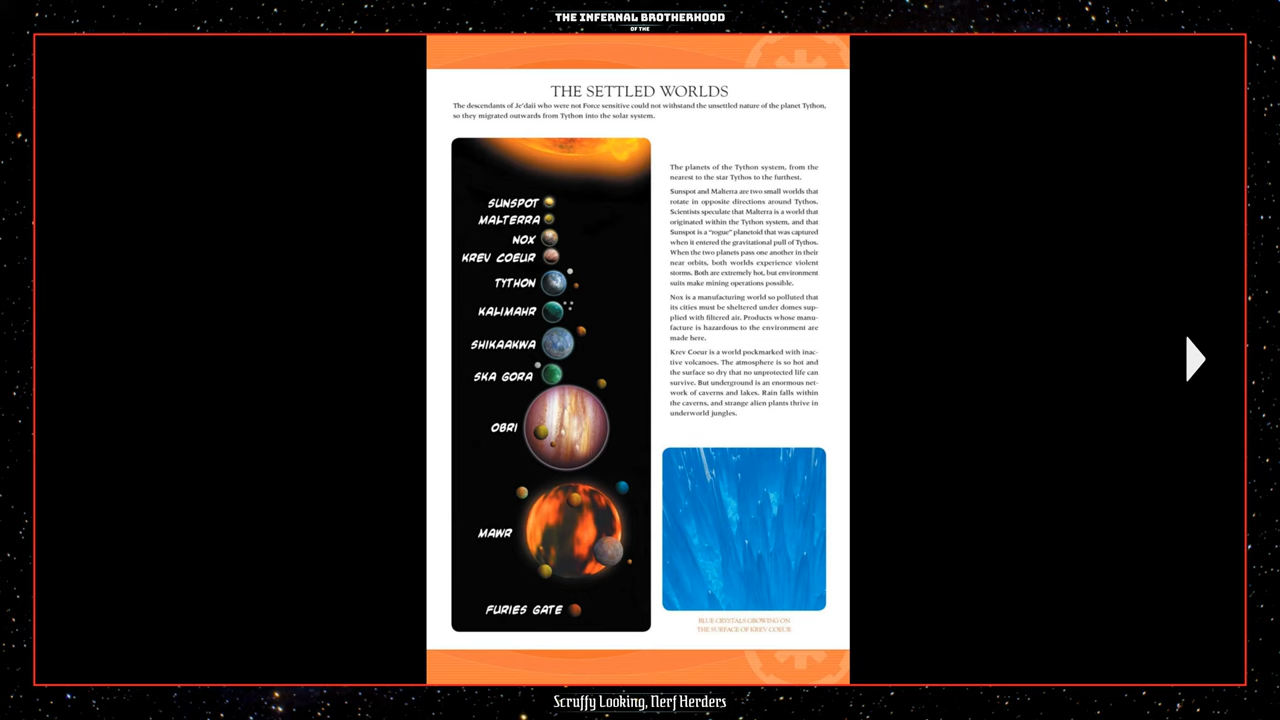 THE INFERNAL BROTHERHOOD
OF THE
THE SETTLED WORLDS
The descendants of Je'daii who were not Force sensitive could not withstand the unsettled nature of the planet Tython,
so they migrated outwards from Tython into the solar system.
SUNSPOT
MALTERRA
NOX
KREV COEUR
TYTHON
KALIMAHR
SHIKAAKWA
SKA GORA
OBRI
MAWR
FURIES GATE
The planets of the Tython system, from the
nearest to the star Tythos to the furthest.
Sunspot and Malterra are two small worlds that
rotate in opposite directions around Tythos.
Scientists speculate that Malterra is a world that
originated within the Tython system, and that
Sunspot is a "rogue" planetoid that was captured
when it entered the gravitational pull of Tythos.
When the two planets pass one another in their
near orbits, both worlds experience violent
storms. Both are extremely hot, but environment
suits make mining operations possible.
Nox is a manufacturing world so polluted that
its cities must be sheltered under domes sup-
plied with filtered air. Products whose manu-
facture is hazardous to the environment are
made here.
Krev Coeur is a world pockmarked with inac-
tive volcanoes. The atmosphere is so hot and
the surface so dry that no unprotected life can
survive. But underground is an enormous net-
work of caverns and lakes. Rain falls within
the caverns, and strange alien plants thrive in
underworld jungles.
BLUE CRYSTALS GROWING ON
THE SURFACE OF KREV COEUR
Scruffy Looking, Nerf Herders